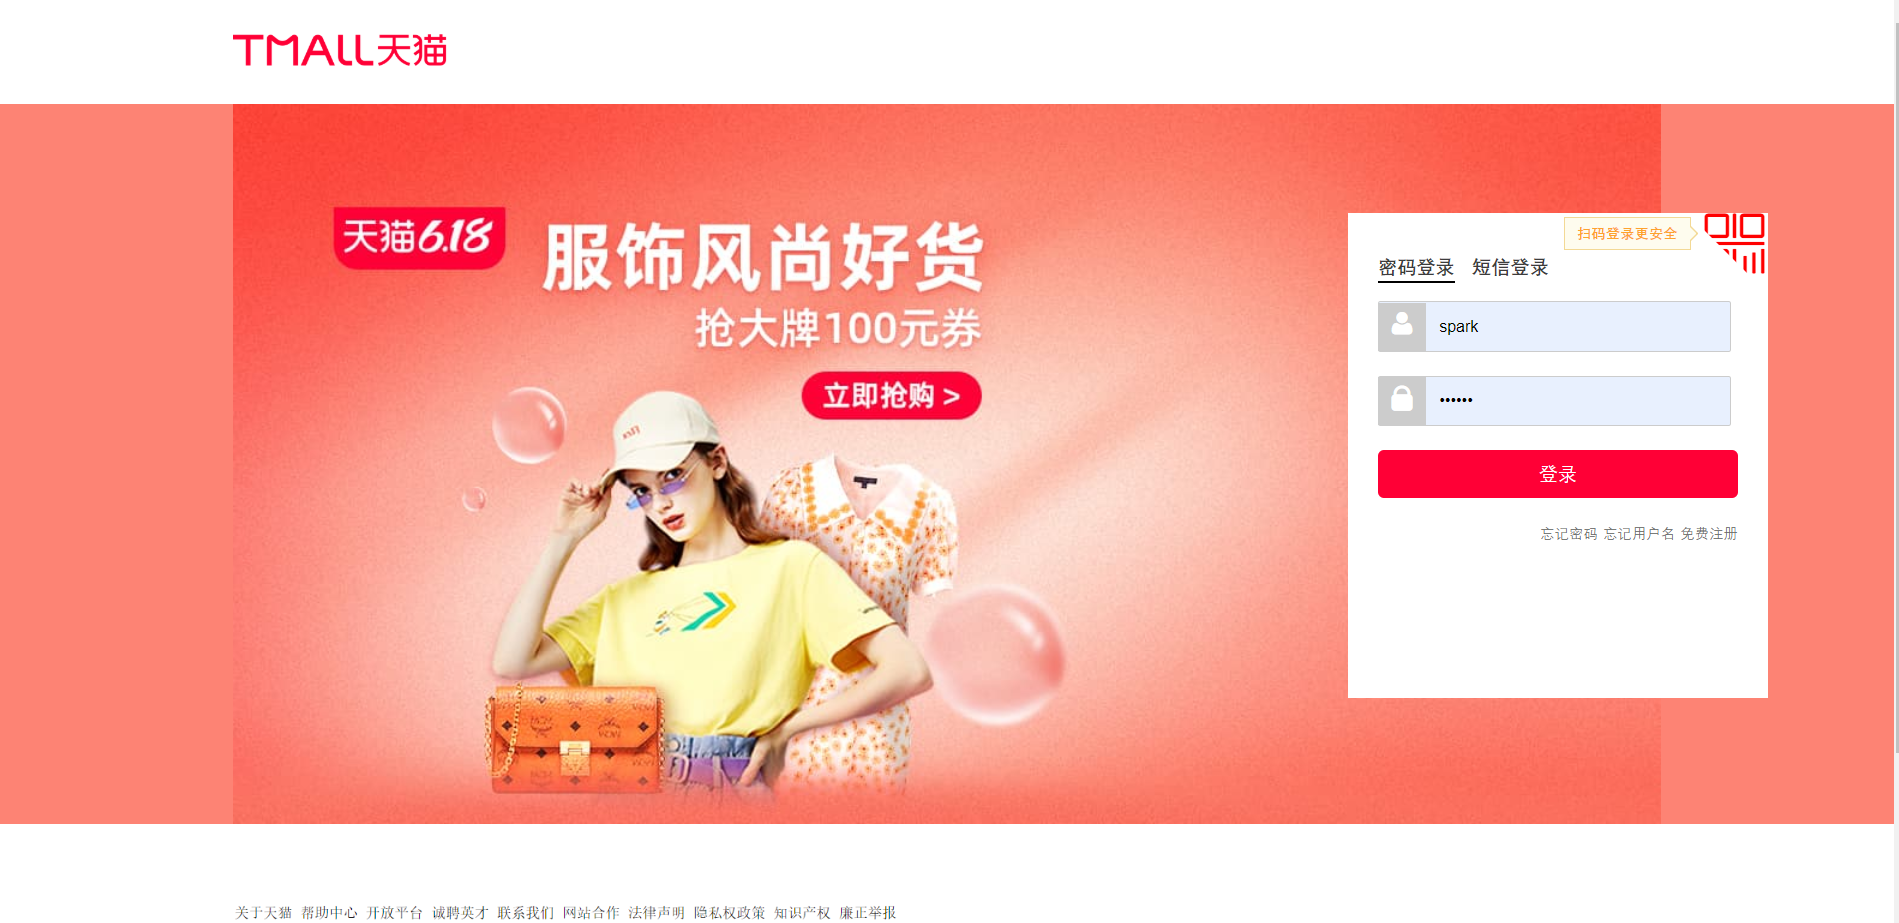 TMALL天猫
天猫6.18
服饰风尚好货
抢大牌100元券
立即抢购 >
扫码登录更安全
密码登录 短信登录
spark
••••••
登录
忘记密码 忘记用户名 免费注册
关于天猫 帮助中心 开放平台 诚聘英才 联系我们 网站合作 法律声明 隐私权政策 知识产权 廉正举报